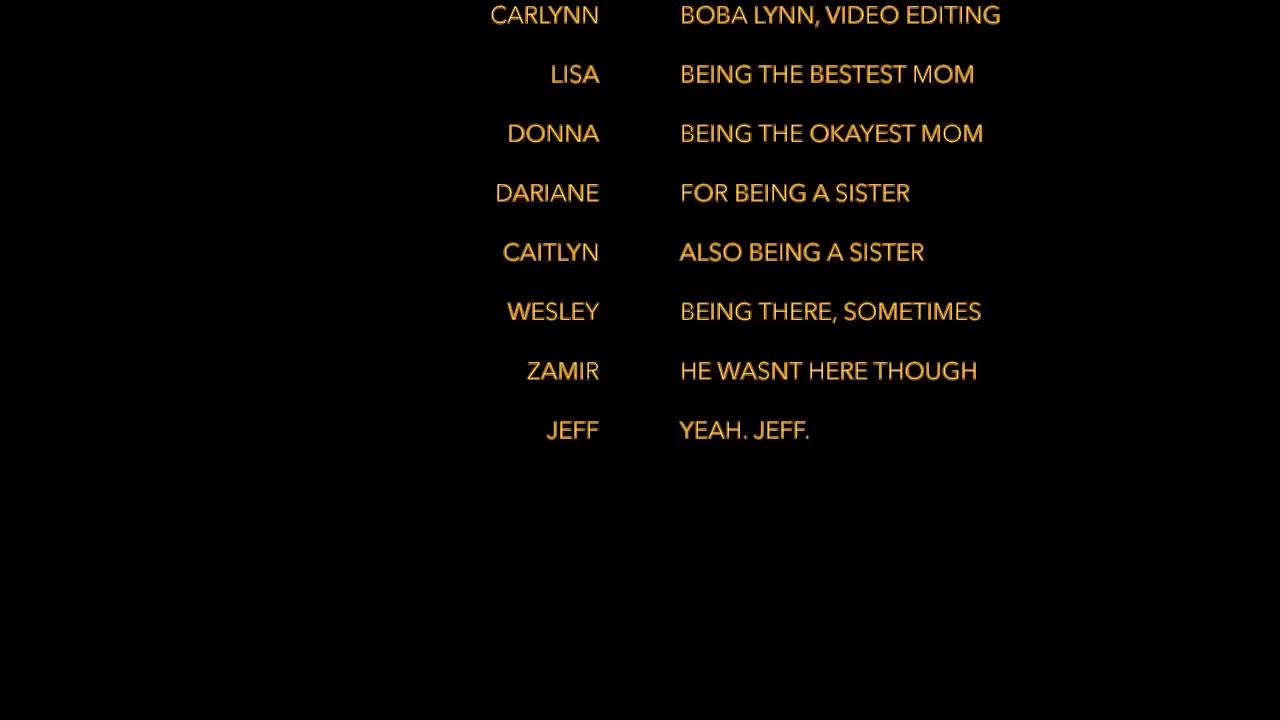 CARLYNN BOBA LYNN, VIDEO EDITING
LISA BEING THE BESTEST MOM
DONNA BEING THE OKAYEST MOM
DARIANE FOR BEING A SISTER
CAITLYN ALSO BEING A SISTER
WESLEY BEING THERE, SOMETIMES
ZAMIR HE WASNT HERE THOUGH
JEFF YEAH. JEFF.